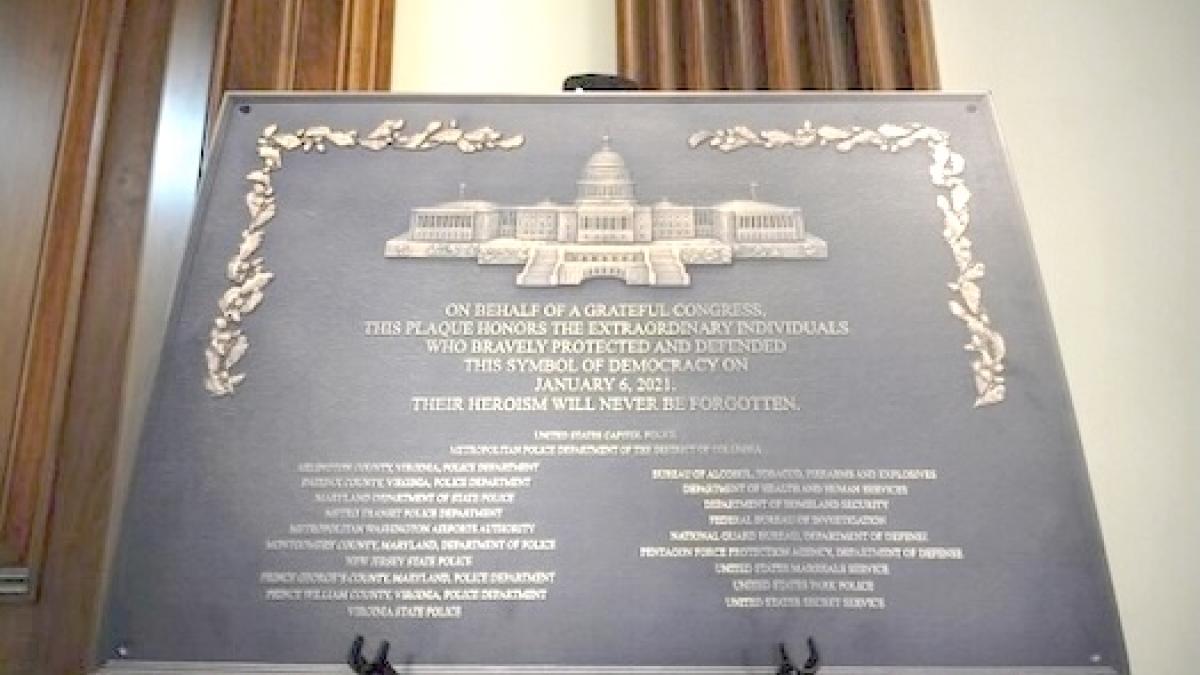 ON BEHALF OF A GRATEFUL CONGRESS,
THIS PLAQUE HONORS THE EXTRAORDINARY INDIVIDUALS
WHO BRAVELY PROTECTED AND DEFENDED
THIS SYMBOL OF DEMOCRACY ON
JANUARY 6, 2021.
THEIR HEROISM WILL NEVER BE FORGOTTEN.
UNITED STATES CAPITOL POLICE
METROPOLITAN POLICE DEPARTMENT OF THE DISTRICT OF COLUMBIA
ARLINGTON COUNTY, VIRGINIA, POLICE DEPARTMENT
FAIRFAX COUNTY, VIRGINIA, POLICE DEPARTMENT
MARYLAND DEPARTMENT OF STATE POLICE
METRO TRANSIT POLICE DEPARTMENT
METROPOLITAN WASHINGTON AIRPORTS AUTHORITY
MONTGOMERY COUNTY, MARYLAND, DEPARTMENT OF POLICE
NEW JERSEY STATE POLICE
PRINCE GEORGE'S COUNTY, MARYLAND, POLICE DEPARTMENT
PRINCE WILLIAM COUNTY, VIRGINIA, POLICE DEPARTMENT
VIRGINIA STATE POLICE
BUREAU OF ALCOHOL, TOBACCO, FIREARMS AND EXPLOSIVES
DEPARTMENT OF HEALTH AND HUMAN SERVICES
DEPARTMENT OF HOMELAND SECURITY
FEDERAL BUREAU OF INVESTIGATION
NATIONAL GUARD BUREAU, DEPARTMENT OF DEFENSE
PENTAGON FORCE PROTECTION AGENCY, DEPARTMENT OF DEFENSE
UNITED STATES MARSHALS SERVICE
UNITED STATES PARK POLICE
UNITED STATES SECRET SERVICE